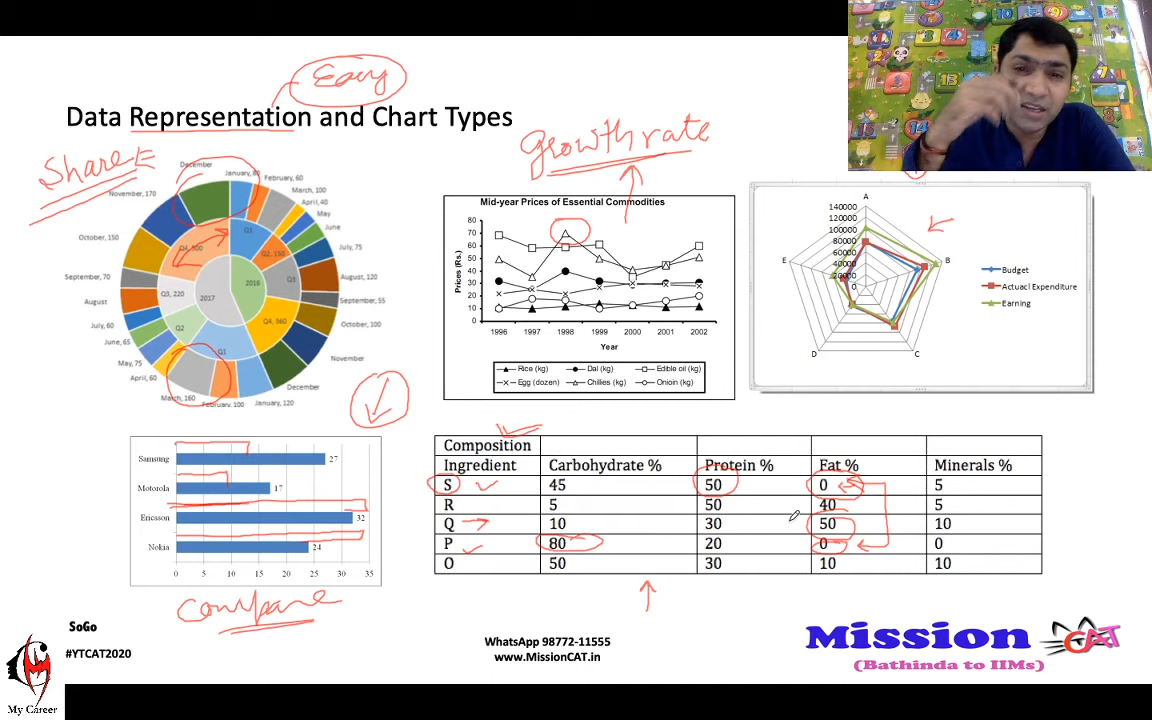 Easy
Data Representation and Chart Types
Share
Growth rate
December
January, 80
February, 60
March, 100
April, 40
May
June
July, 75
August, 120
September, 55
October, 100
November
December
January, 120
February, 100
March, 160
April, 60
May, 75
June, 65
July, 60
August
September, 70
October, 150
November, 170
Q1
Q2, 150
Q3
Q4, 360
Q1
Q2
Q3, 220
Q4, 500
2017
2018
Mid-year Prices of Essential Commodities
Prices (Rs.)
80
70
60
50
40
30
20
10
0
1996 1997 1998 1999 2000 2001 2002
Year
Rice (kg) Dal (kg) Edible oil (kg)
Egg (dozen) Chillies (kg) Onioin (kg)
A
140000
120000
100000
80000
60000
40000
20000
0
E
B
D
C
Budget
Actuacl Expenditure
Earning
Samsung 27
Motorola 17
Ericsson 32
Nokia 24
0 5 10 15 20 25 30 35
Compare
Composition
Ingredient Carbohydrate % Protein % Fat % Minerals %
S 45 50 0 5
R 5 50 40 5
Q 10 30 50 10
P 80 20 0 0
O 50 30 10 10
SoGo
#YTCAT2020
My Career
WhatsApp 98772-11555
www.MissionCAT.in
Mission CAT
(Bathinda to IIMs)